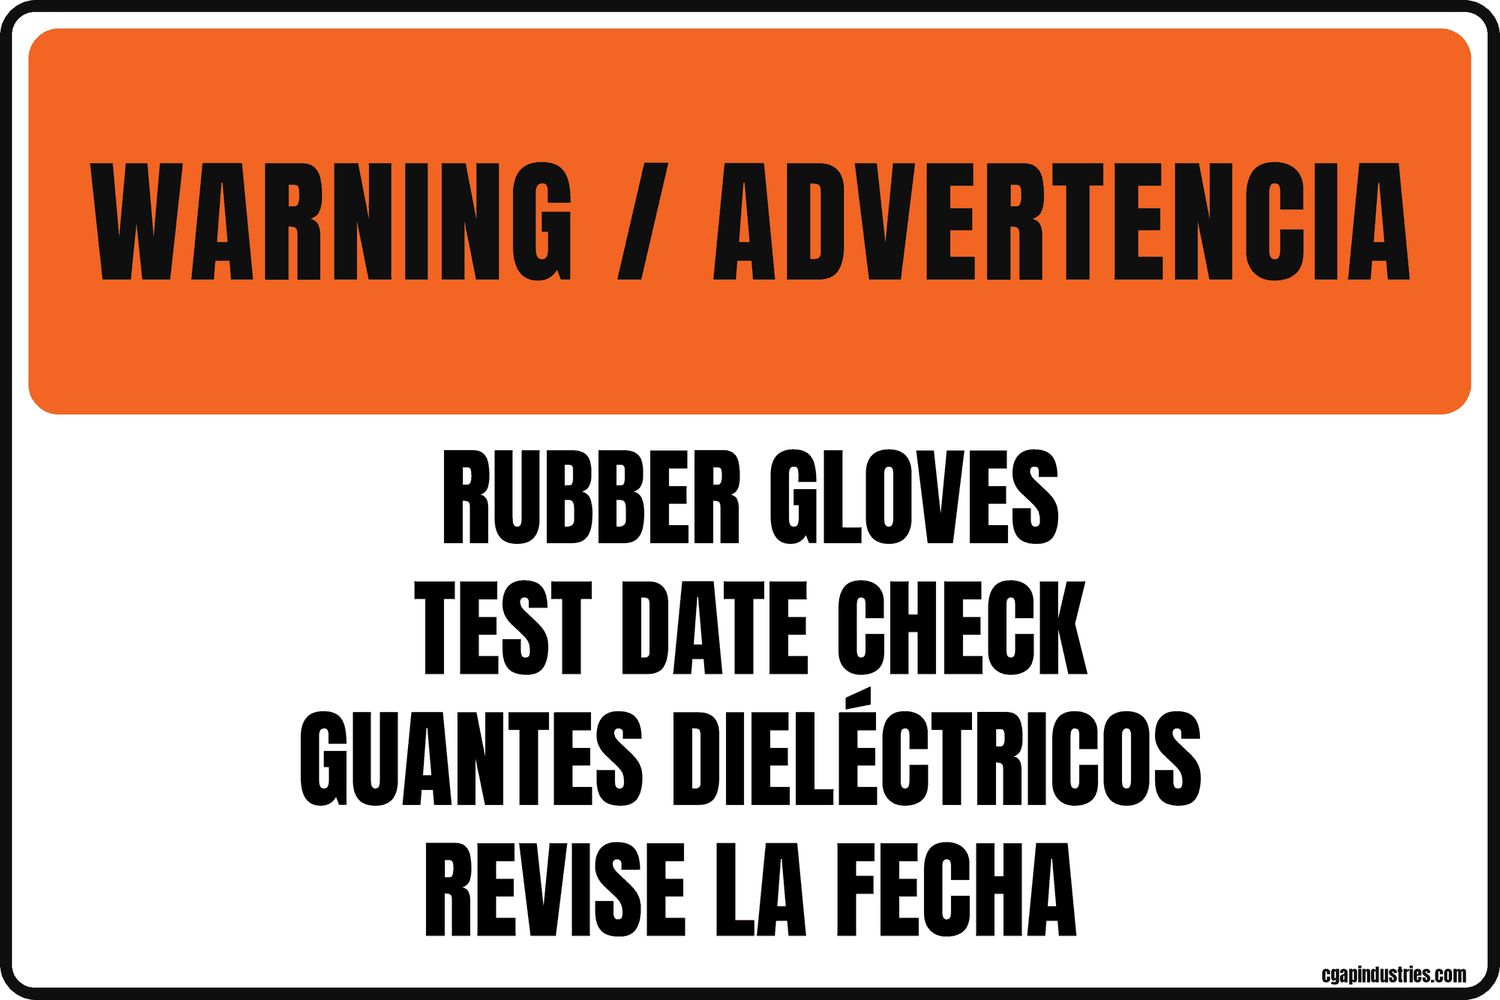 WARNING / ADVERTENCIA
RUBBER GLOVES
TEST DATE CHECK
GUANTES DIELÉCTRICOS
REVISE LA FECHA
cgapindustries.com